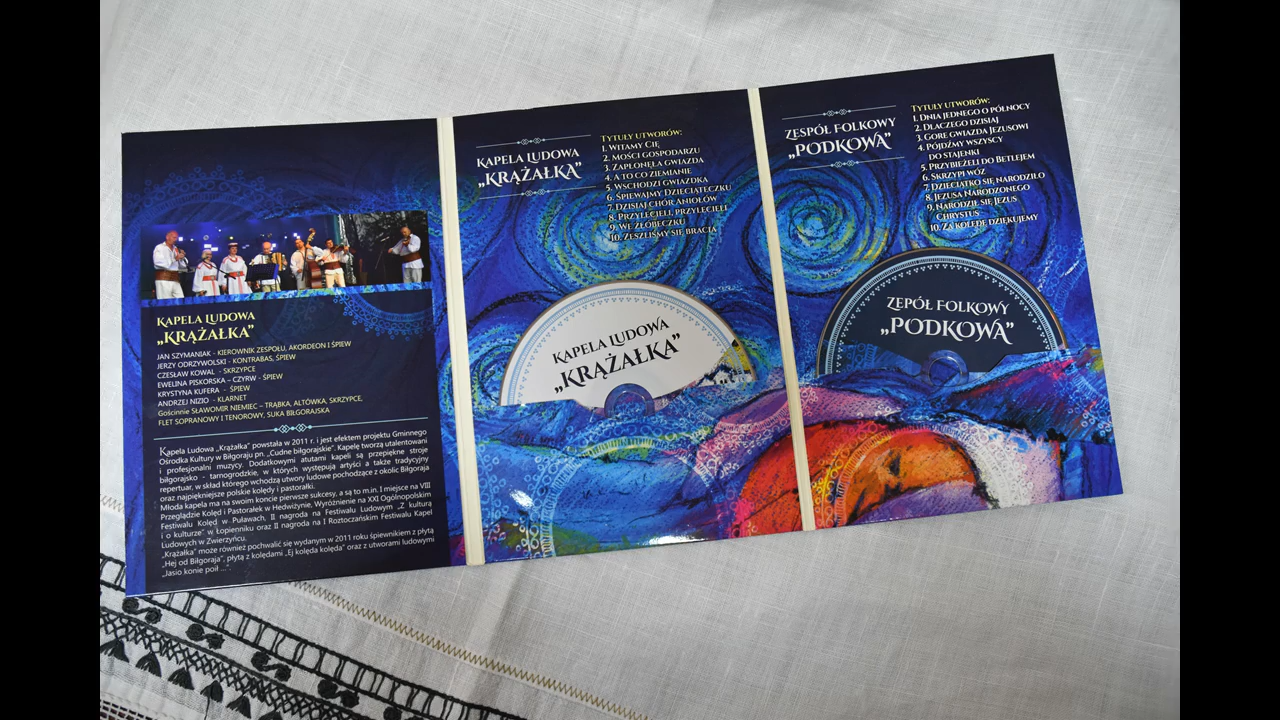 KAPELA LUDOWA
„KRĄŻAŁKA”
JAN SZYMANIAK - KIEROWNIK ZESPOŁU, AKORDEON I ŚPIEW
JERZY ODRZYWOLSKI - KONTRABAS, ŚPIEW
CZESŁAW KOWAL - SKRZYPCE
EWELINA PISKORSKA – CZYRW - ŚPIEW
KRYSTYNA KUFERA - ŚPIEW
ANDRZEJ NIZIO - KLARNET
Gościnnie SŁAWOMIR NIEMIEC – TRĄBKA, ALTÓWKA, SKRZYPCE,
FLET SOPRANOWY I TENOROWY, SUKA BIŁGORAJSKA
Kapela Ludowa „Krążałka” powstała w 2011 r. i jest efektem projektu Gminnego
Ośrodka Kultury w Biłgoraju pn. „Cudne biłgorajskie”. Kapelę tworzą utalentowani
i profesjonalni muzycy. Dodatkowymi atutami kapeli są przepiękne stroje
biłgorajsko - tarnogrodzkie, w których występują artyści a także tradycyjny
repertuar, w skład którego wchodzą utwory ludowe pochodzące z okolic Biłgoraja
oraz najpiękniejsze polskie kolędy i pastorałki.
Młoda kapela ma na swoim koncie pierwsze sukcesy, a są to m.in. I miejsce na VIII
Przeglądzie Kolęd i Pastorałek w Hedwiżynie, Wyróżnienie na XXI Ogólnopolskim
Festiwalu Kolęd w Puławach, II nagroda na Festiwalu Ludowym „Z kulturą
i o kulturze” w Łopienniku oraz II nagroda na I Roztoczańskim Festiwalu Kapel
Ludowych w Zwierzyńcu.
„Krążałka” może również pochwalić się wydanym w 2011 roku śpiewnikiem z płytą
„Hej od Biłgoraja”, płytą z kolędami „Ej kolęda kolęda” oraz z utworami ludowymi
„Jasio konie poił ...”.
KAPELA LUDOWA
„KRĄŻAŁKA”
TYTUŁY UTWORÓW:
1. WITAMY CIĘ
2. MOŚCI GOSPODARZU
3. ZAPŁONĘŁA GWIAZDA
4. A TO CO ZIEMIANIE
5. WSCHODZI GWIAZDKA
6. ŚPIEWAJMY DZIECIĄTECZKU
7. DZISIAJ CHÓR ANIOŁÓW
8. PRZYLECIELI, PRZYLECIELI
9. WE ŻŁÓBECZKU
10. ZESZLIŚMY SIĘ BRACIA
KAPELA LUDOWA
„KRĄŻAŁKA”
ZESPÓŁ FOLKOWY
„PODKOWA”
TYTUŁY UTWORÓW:
1. DNIA JEDNEGO O PÓŁNOCY
2. DLACZEGO DZISIAJ
3. GORE GWIAZDA JEZUSOWI
4. PÓJDŹMY WSZYSCY
DO STAJENKI
5. PRZYBIEŻELI DO BETLEJEM
6. SKRZYPI WÓZ
7. DZIECIĄTKO SIĘ NARODZIŁO
8. JEZUSA NARODZONEGO
9. NARODZIŁ SIĘ JEZUS
CHRYSTUS
10. ZA KOLĘDĘ DZIĘKUJEMY
ZEPÓŁ FOLKOWY
„PODKOWA”